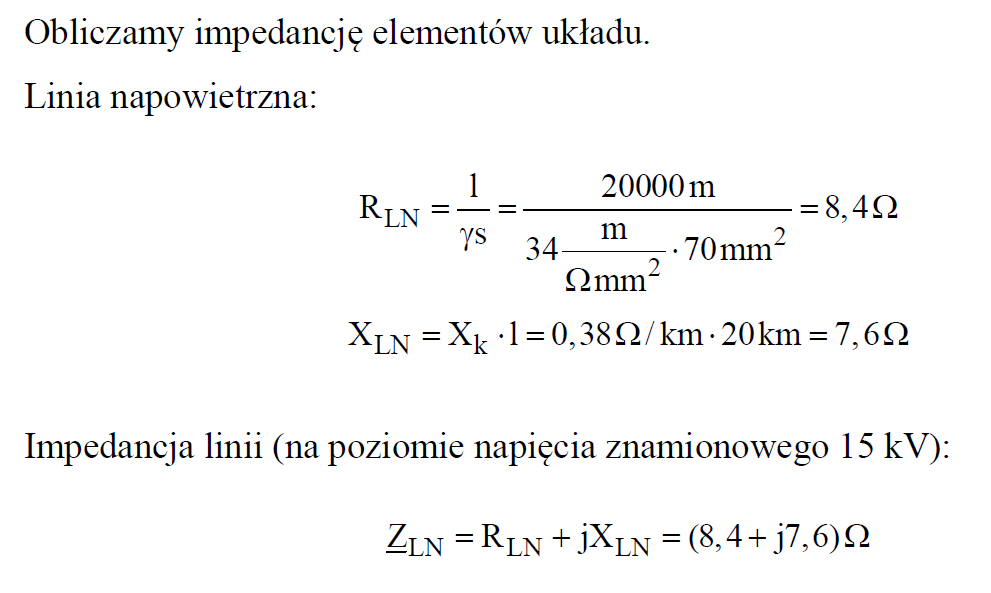 Obliczamy impedancję elementów układu.
Linia napowietrzna:
R_LN = l/(γs) = 20000 m/(34 m/(Ωmm²) · 70 mm²) = 8,4 Ω
X_LN = X_k · l = 0,38 Ω/km · 20 km = 7,6 Ω
Impedancja linii (na poziomie napięcia znamionowego 15 kV):
Z_LN = R_LN + jX_LN = (8,4 + j7,6) Ω